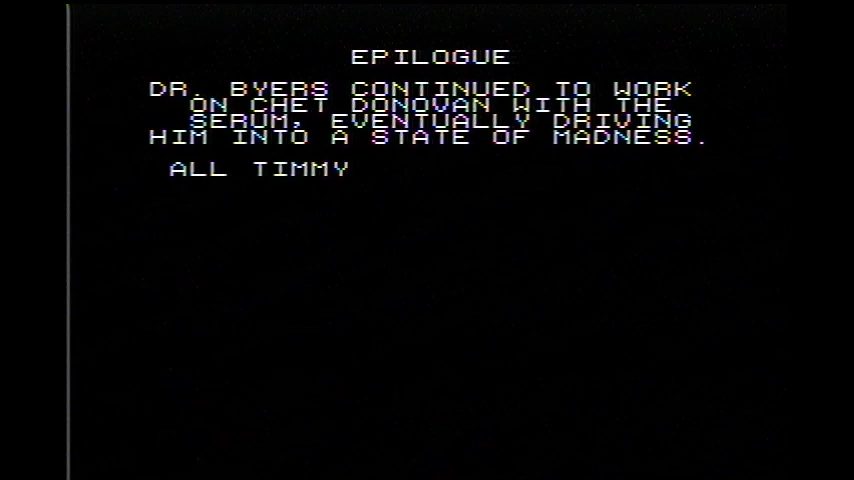 EPILOGUE
DR. BYERS CONTINUED TO WORK
ON CHET DONOVAN WITH THE
SERUM, EVENTUALLY DRIVING
HIM INTO A STATE OF MADNESS.
ALL TIMMY